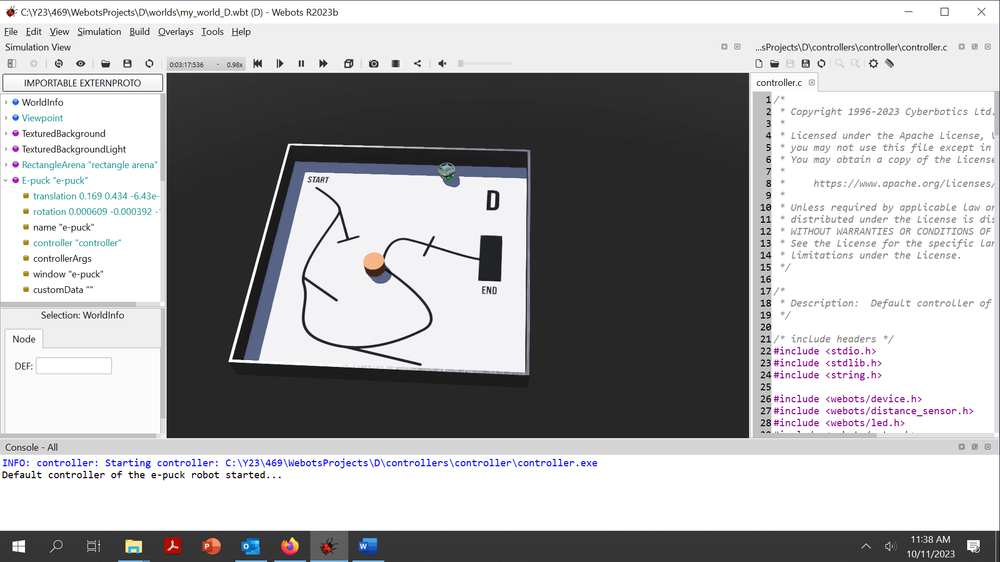 C:\Y23\469\WebotsProjects\D\worlds\my_world_D.wbt (D) - Webots R2023b
File Edit View Simulation Build Overlays Tools Help
Simulation View
...sProjects\D\controllers\controller\controller.c
0:03:17:536 - 0.98x
IMPORTABLE EXTERNPROTO
WorldInfo
Viewpoint
TexturedBackground
TexturedBackgroundLight
RectangleArena "rectangle arena"
E-puck "e-puck"
translation 0.169 0.434 -6.43e-
rotation 0.000609 -0.000392 -
name "e-puck"
controller "controller"
controllerArgs
window "e-puck"
customData ""
Selection: WorldInfo
Node
DEF:
START
D
END
controller.c
1 /*
2 * Copyright 1996-2023 Cyberbotics Ltd.
3 *
4 * Licensed under the Apache License, V
5 * you may not use this file except in
6 * You may obtain a copy of the License
7 *
8 * https://www.apache.org/licenses/
9 *
10 * Unless required by applicable law or
11 * distributed under the License is dis
12 * WITHOUT WARRANTIES OR CONDITIONS OF
13 * See the License for the specific lan
14 * limitations under the License.
15 */
16
17 /*
18 * Description: Default controller of
19 */
20
21 /* include headers */
22 #include <stdio.h>
23 #include <stdlib.h>
24 #include <string.h>
25
26 #include <webots/device.h>
27 #include <webots/distance_sensor.h>
28 #include <webots/led.h>
Console - All
INFO: controller: Starting controller: C:\Y23\469\WebotsProjects\D\controllers\controller\controller.exe
Default controller of the e-puck robot started...
11:38 AM
10/11/2023